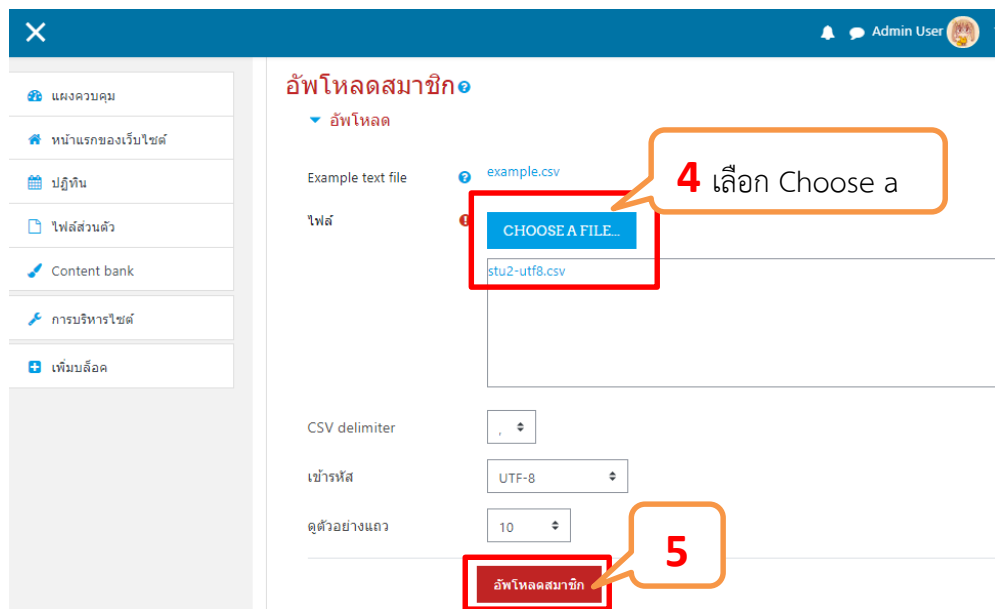 Admin User
แผงควบคุม
หน้าแรกของเว็บไซต์
ปฏิทิน
ไฟล์ส่วนตัว
Content bank
การบริหารไซต์
เพิ่มบล็อค
อัพโหลดสมาชิก
อัพโหลด
Example text file
example.csv
4 เลือก Choose a
ไฟล์
CHOOSE A FILE...
stu2-utf8.csv
CSV delimiter
,
เข้ารหัส
UTF-8
ดูตัวอย่างแถว
10
5
อัพโหลดสมาชิก